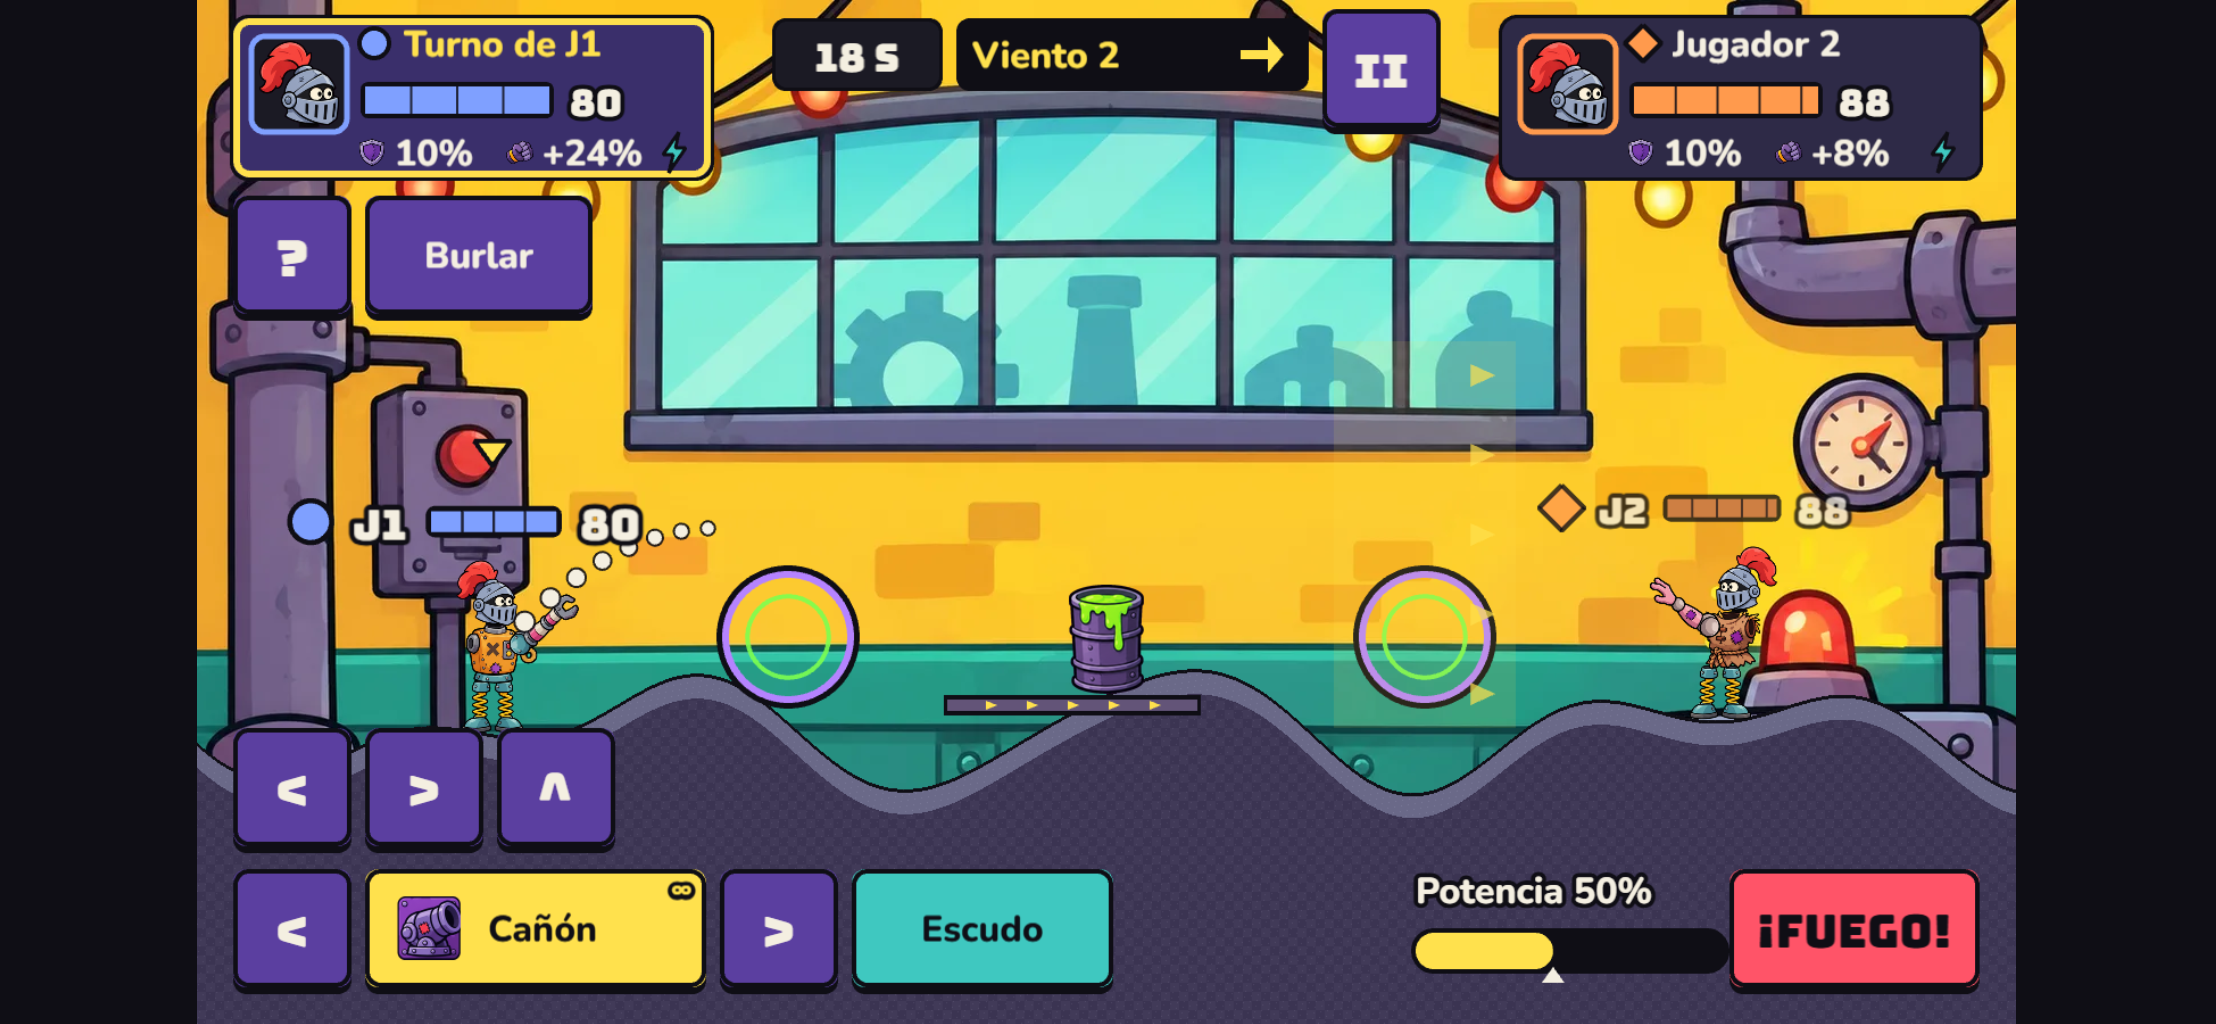 Turno de J1
80
10% +24%
18 S
Viento 2 →
II
Jugador 2
88
10% +8%
?
Burlar
J1 80
J2 88
< > ^
<
Cañón
∞
>
Escudo
Potencia 50%
¡FUEGO!